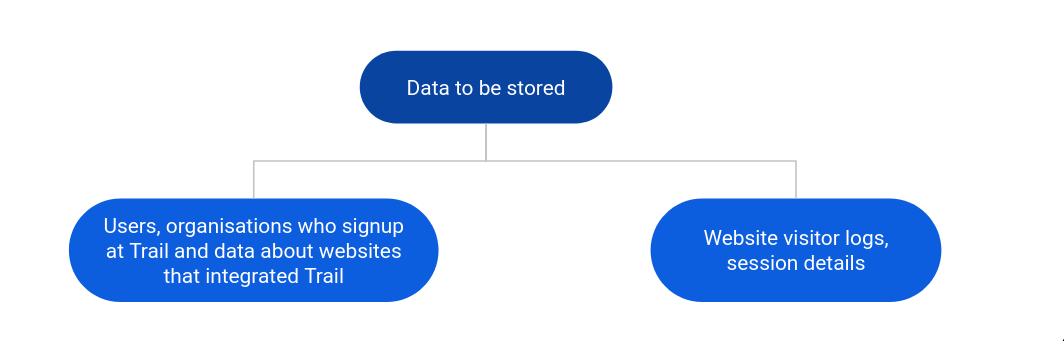 Data to be stored
Users, organisations who signup
at Trail and data about websites
that integrated Trail
Website visitor logs,
session details